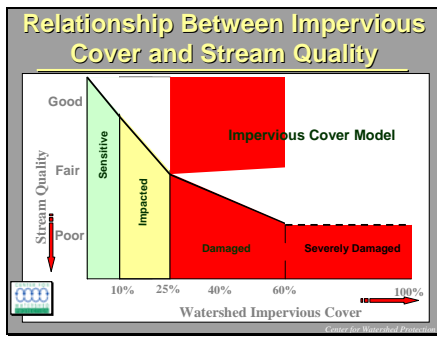 Relationship Between Impervious
Cover and Stream Quality
Good
Fair
Poor
Stream Quality
Sensitive
Impacted
Impervious Cover Model
Damaged
Severely Damaged
10%
25%
40%
60%
100%
Watershed Impervious Cover
Center for Watershed Protection